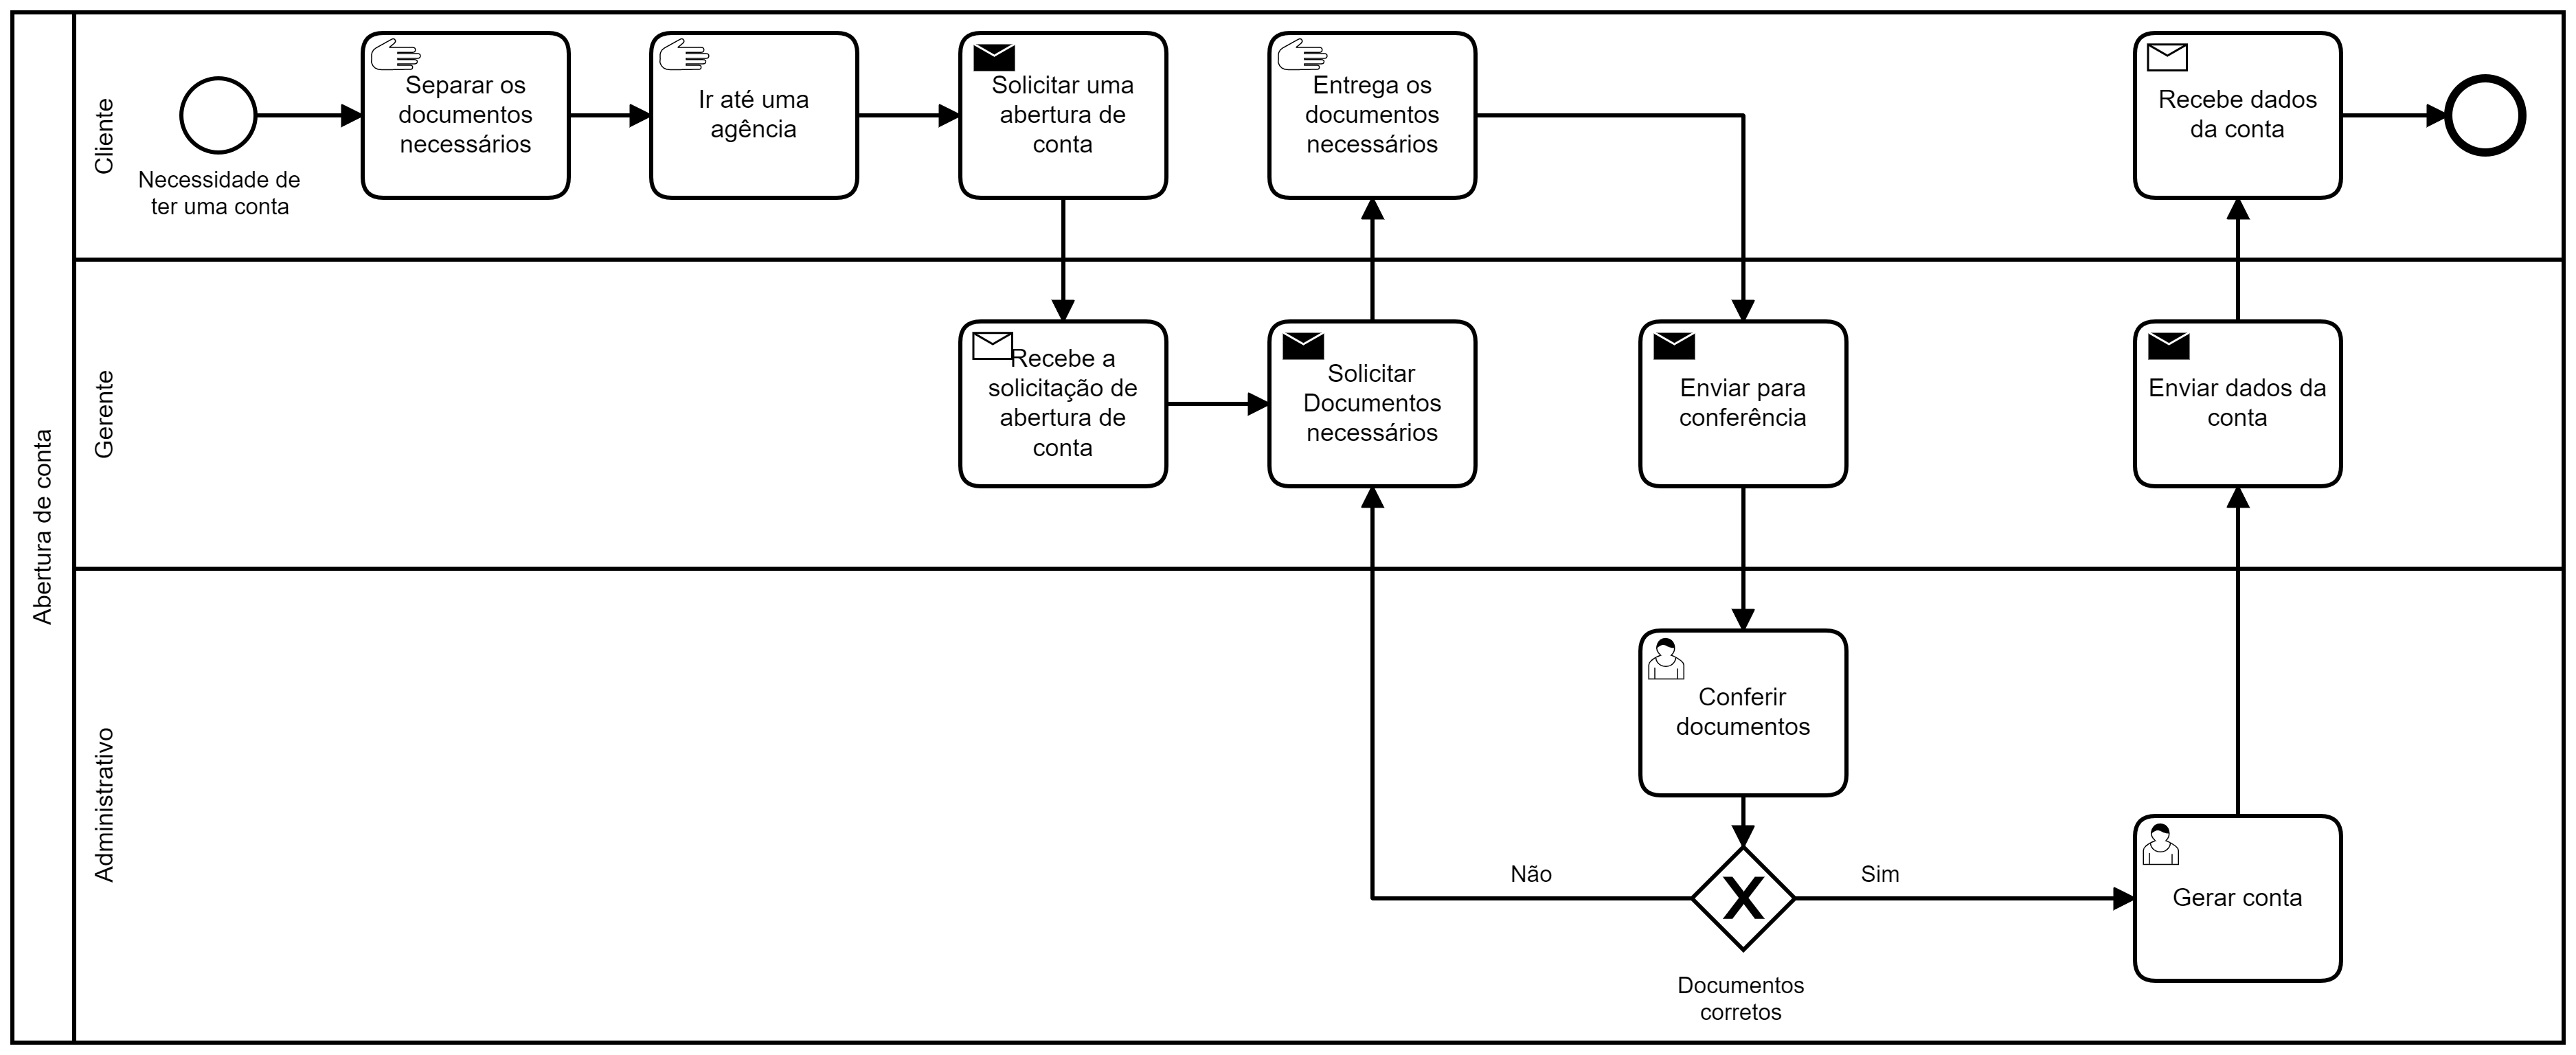 Abertura de conta
Cliente
Necessidade de
ter uma conta
Separar os
documentos
necessários
Ir até uma
agência
Solicitar uma
abertura de
conta
Entrega os
documentos
necessários
Recebe dados
da conta
Gerente
Recebe a
solicitação de
abertura de
conta
Solicitar
Documentos
necessários
Enviar para
conferência
Enviar dados da
conta
Administrativo
Conferir
documentos
Não
Sim
Documentos
corretos
Gerar conta